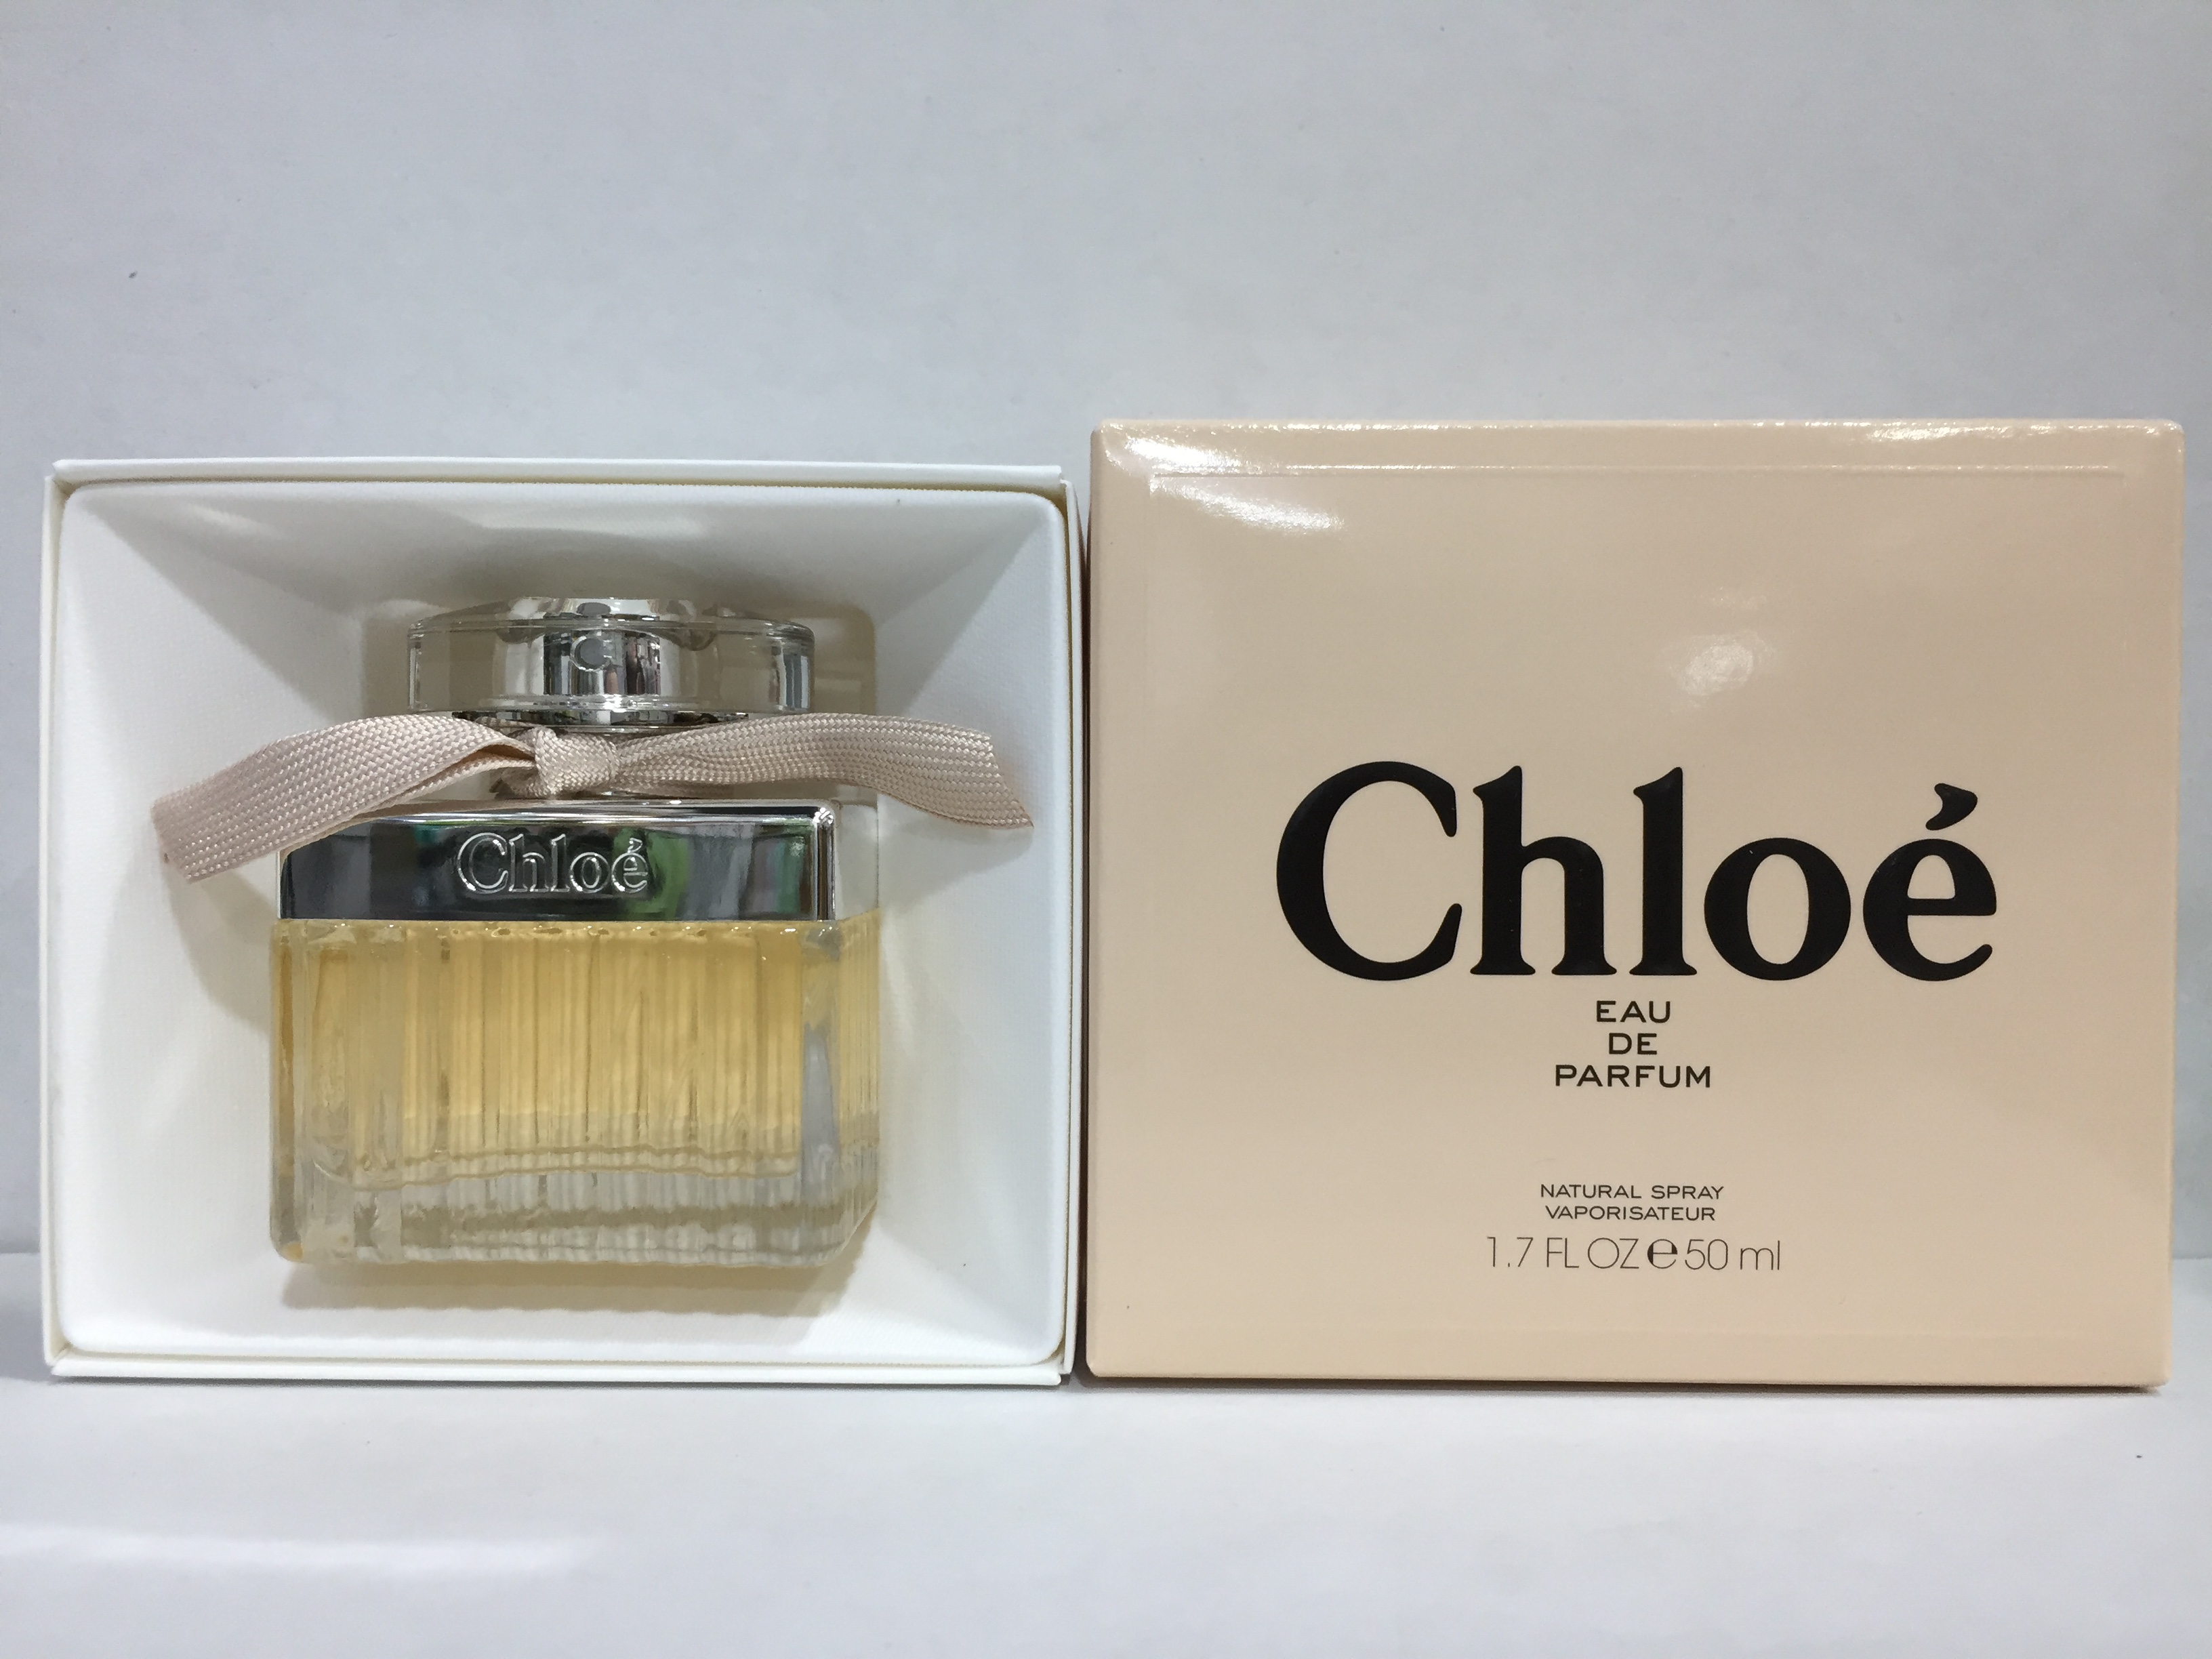 Chloé
Chloé
EAU
DE
PARFUM
NATURAL SPRAY
VAPORISATEUR
1.7 FL OZ ℮ 50 ml